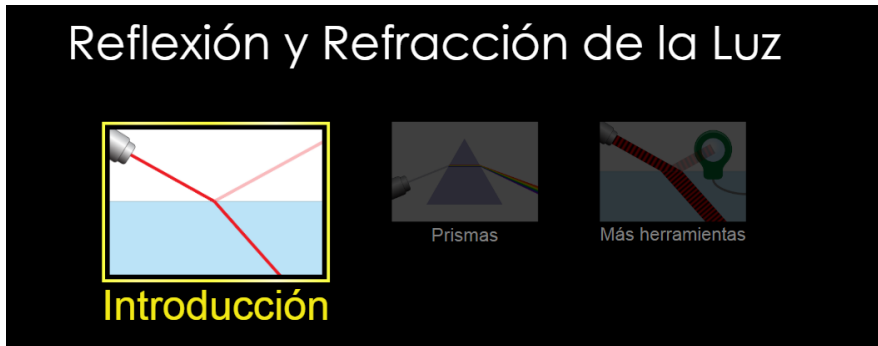 Reflexión y Refracción de la Luz
Introducción
Prismas
Más herramientas